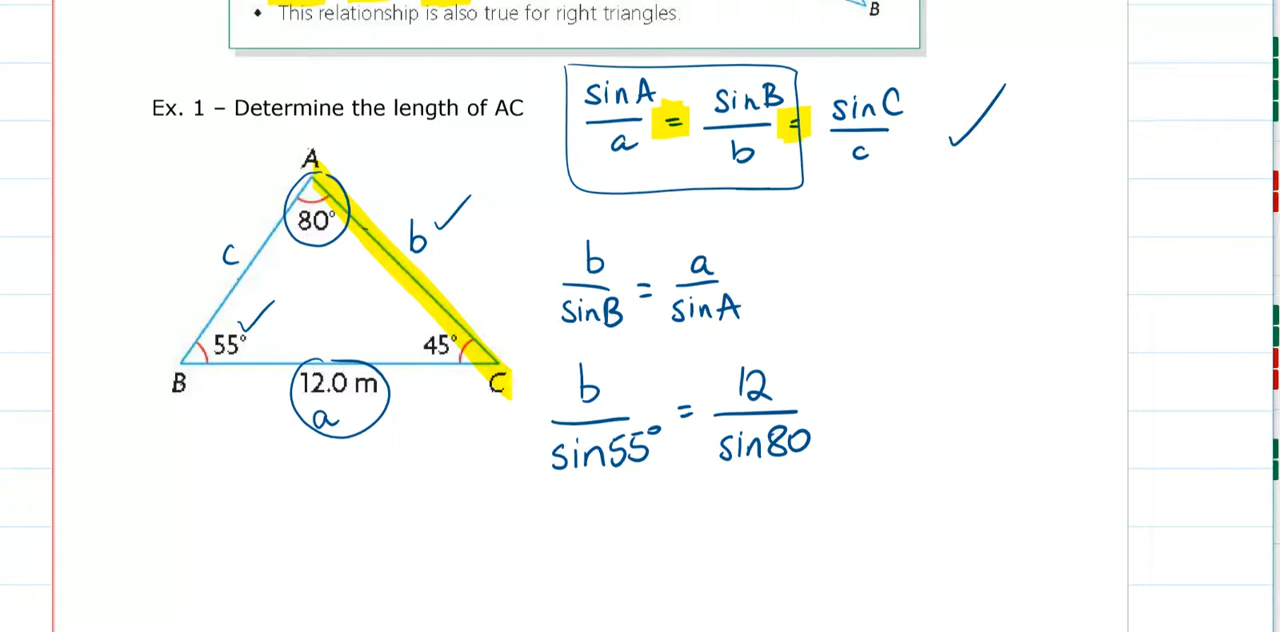 • This relationship is also true for right triangles.
B
Ex. 1 – Determine the length of AC
sinA/a = sinB/b = sinC/c
A
80°
b
c
b/sinB = a/sinA
55°
45°
B
12.0 m
C
a
b/sin55° = 12/sin80